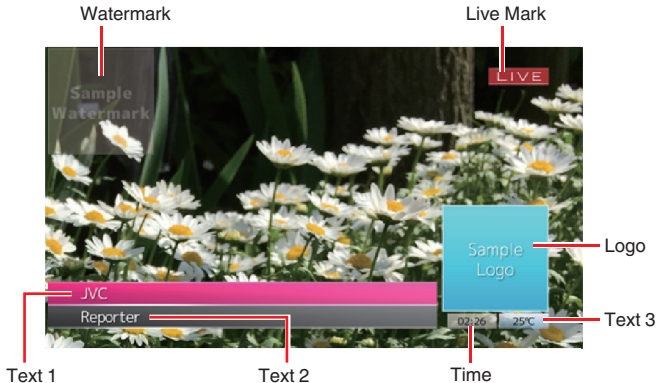 Watermark
Live Mark
Sample
Watermark
LIVE
Sample
Logo
Logo
JVC
Reporter
02:26
25℃
Text 3
Text 1
Text 2
Time